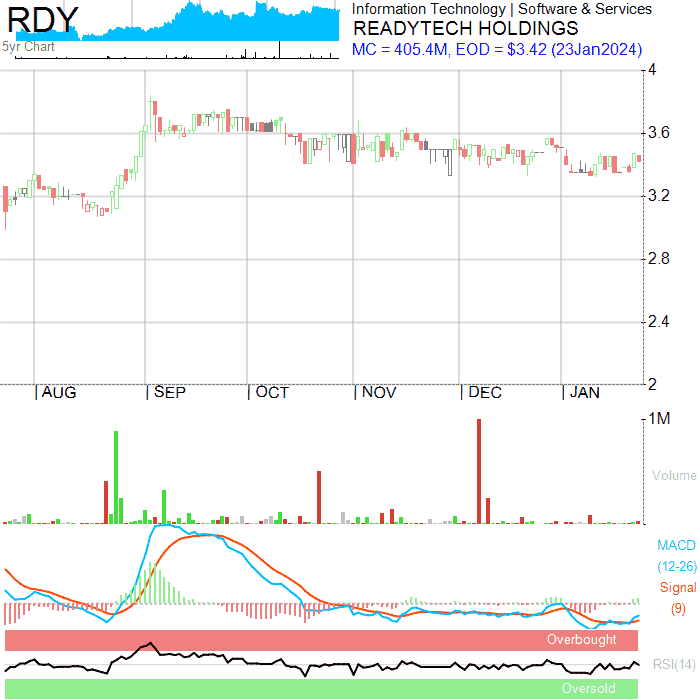 RDY
5yr Chart
Information Technology | Software & Services
READYTECH HOLDINGS
MC = 405.4M, EOD = $3.42 (23Jan2024)
4
3.6
3.2
2.8
2.4
2
| AUG | SEP | OCT | NOV | DEC | JAN
1M
Volume
MACD
(12-26)
Signal
(9)
Overbought
RSI(14)
Oversold